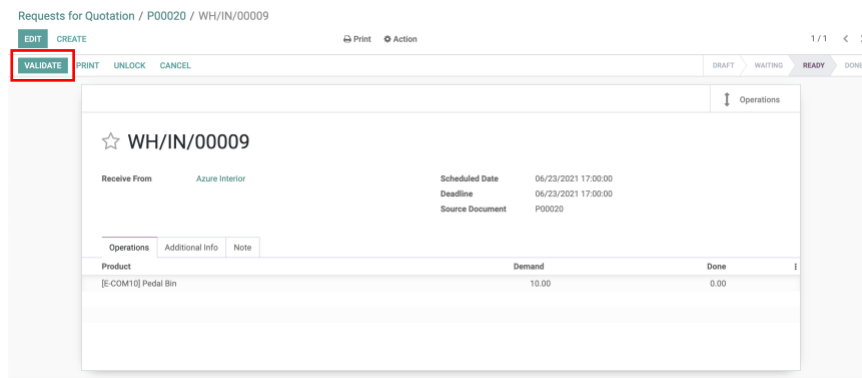 Requests for Quotation / P00020 / WH/IN/00009
EDIT CREATE Print Action 1 / 1
VALIDATE PRINT UNLOCK CANCEL DRAFT WAITING READY DONE
Operations
WH/IN/00009
Receive From Azure Interior Scheduled Date 06/23/2021 17:00:00
Deadline 06/23/2021 17:00:00
Source Document P00020
Operations Additional Info Note
Product Demand Done
[E-COM10] Pedal Bin 10.00 0.00